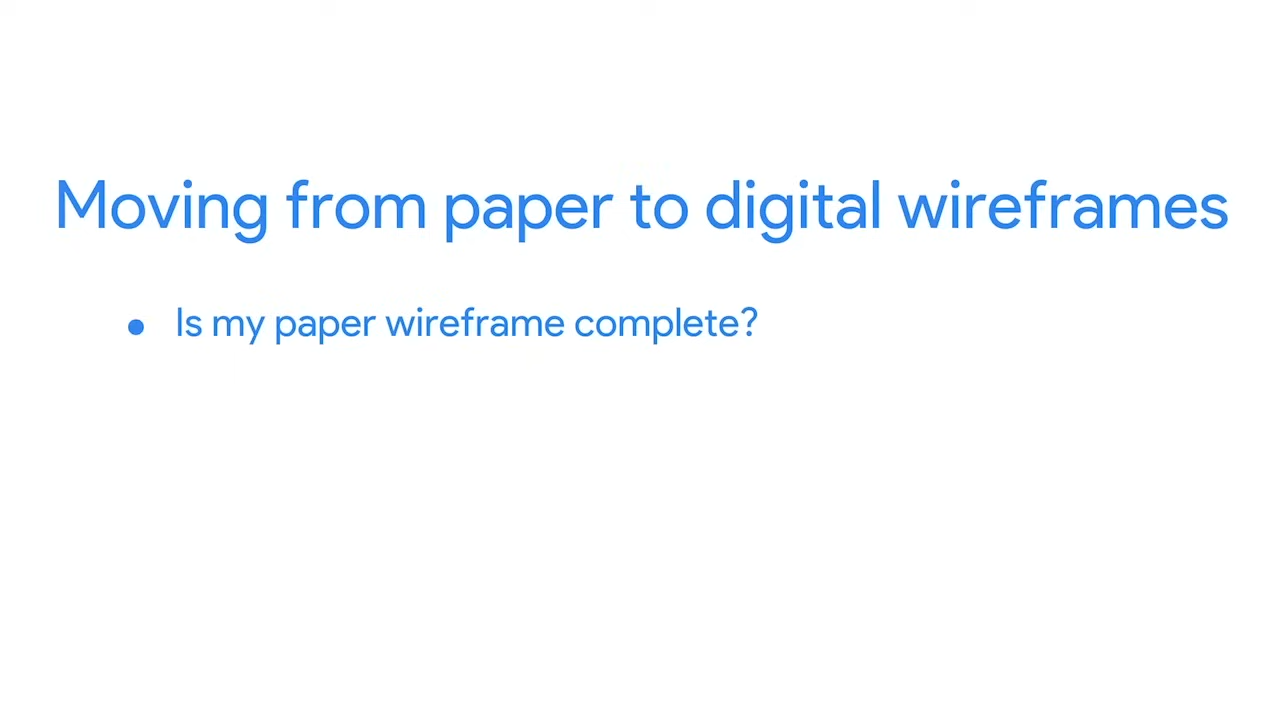 Moving from paper to digital wireframes
• Is my paper wireframe complete?